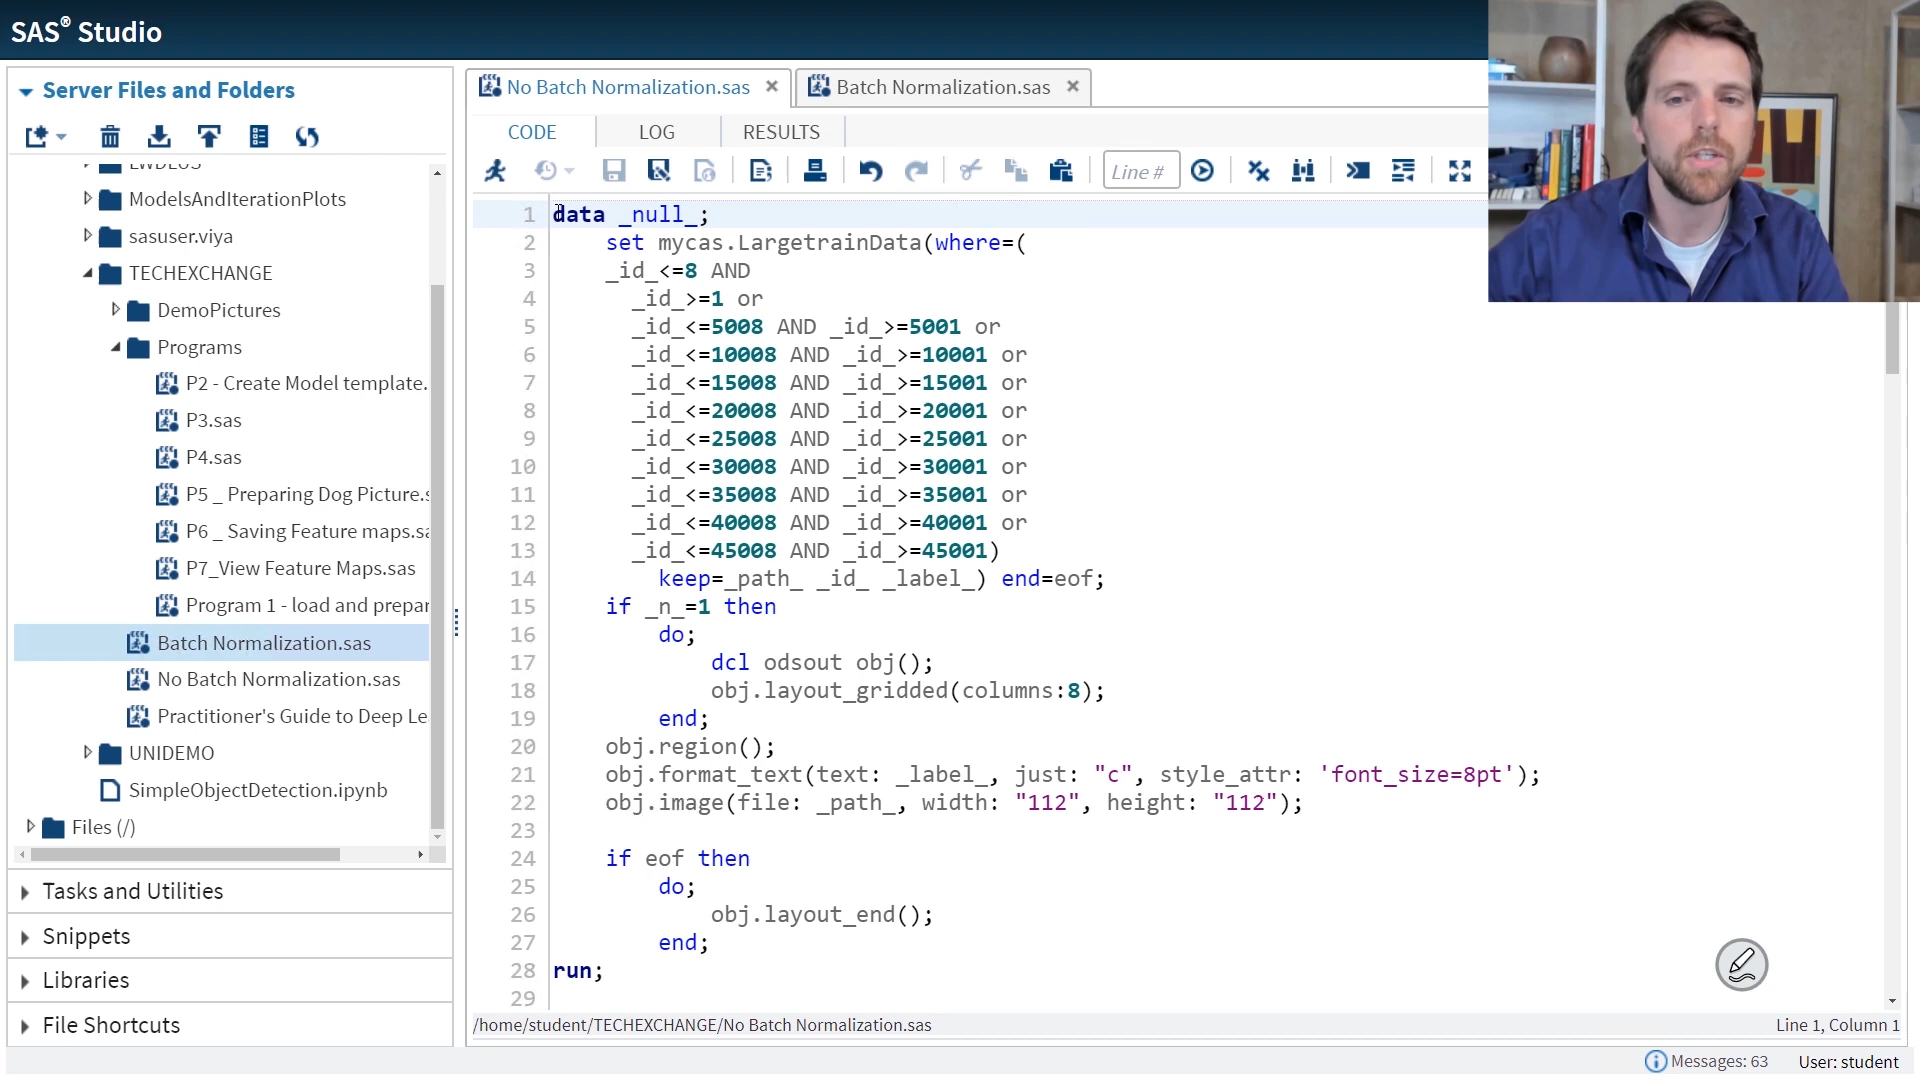 SAS® Studio
Server Files and Folders
ModelsAndIterationPlots
sasuser.viya
TECHEXCHANGE
DemoPictures
Programs
P2 - Create Model template.
P3.sas
P4.sas
P5 _ Preparing Dog Picture.s
P6 _ Saving Feature maps.sa
P7_View Feature Maps.sas
Program 1 - load and prepar
Batch Normalization.sas
No Batch Normalization.sas
Practitioner's Guide to Deep Le
UNIDEMO
SimpleObjectDetection.ipynb
Files (/)
Tasks and Utilities
Snippets
Libraries
File Shortcuts
No Batch Normalization.sas × Batch Normalization.sas ×
CODE LOG RESULTS
Line #
1 data _null_;
2 set mycas.LargetrainData(where=(
3 _id_<=8 AND
4 _id_>=1 or
5 _id_<=5008 AND _id_>=5001 or
6 _id_<=10008 AND _id_>=10001 or
7 _id_<=15008 AND _id_>=15001 or
8 _id_<=20008 AND _id_>=20001 or
9 _id_<=25008 AND _id_>=25001 or
10 _id_<=30008 AND _id_>=30001 or
11 _id_<=35008 AND _id_>=35001 or
12 _id_<=40008 AND _id_>=40001 or
13 _id_<=45008 AND _id_>=45001)
14 keep=_path_ _id_ _label_) end=eof;
15 if _n_=1 then
16 do;
17 dcl odsout obj();
18 obj.layout_gridded(columns:8);
19 end;
20 obj.region();
21 obj.format_text(text: _label_, just: "c", style_attr: 'font_size=8pt');
22 obj.image(file: _path_, width: "112", height: "112");
23
24 if eof then
25 do;
26 obj.layout_end();
27 end;
28 run;
29
/home/student/TECHEXCHANGE/No Batch Normalization.sas
Line 1, Column 1
Messages: 63 User: student